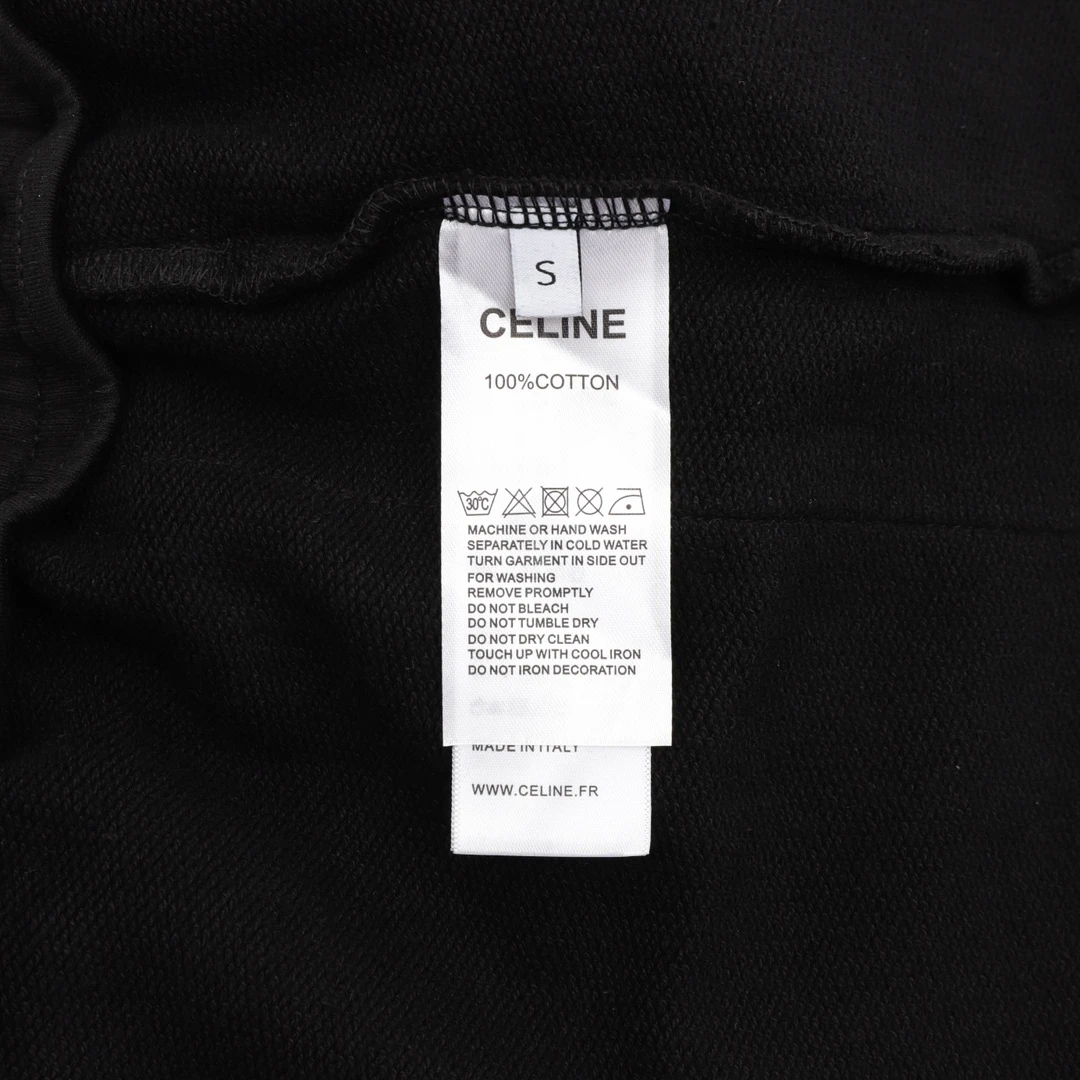 S
CELINE
100%COTTON
30°C
MACHINE OR HAND WASH
SEPARATELY IN COLD WATER
TURN GARMENT IN SIDE OUT
FOR WASHING
REMOVE PROMPTLY
DO NOT BLEACH
DO NOT TUMBLE DRY
DO NOT DRY CLEAN
TOUCH UP WITH COOL IRON
DO NOT IRON DECORATION
MADE IN ITALY
WWW.CELINE.FR